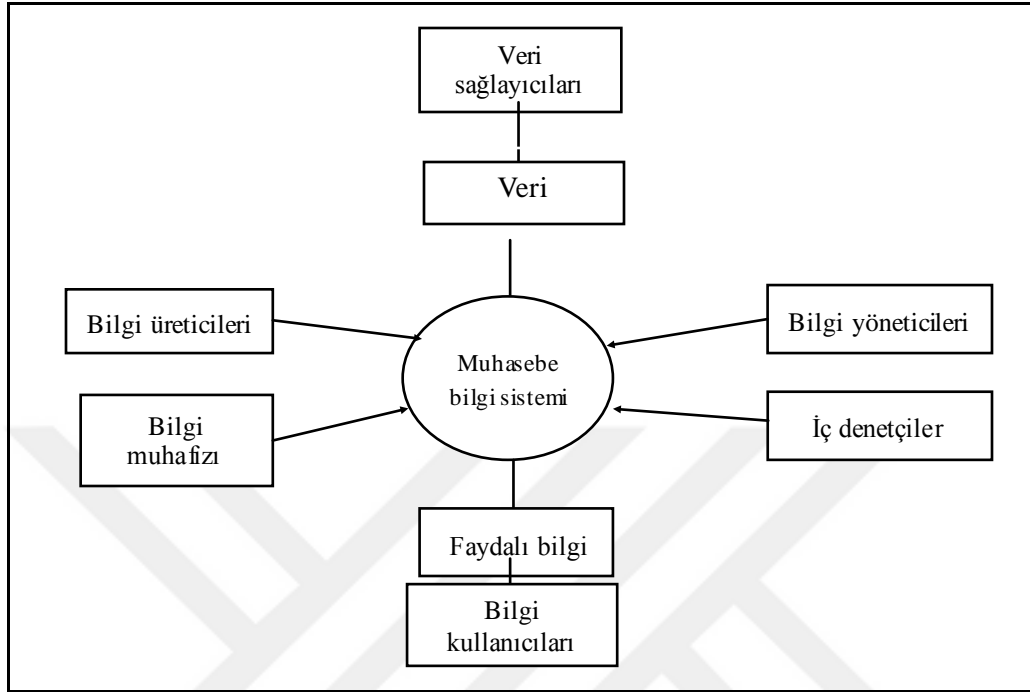 Veri
sağlayıcıları
Veri
Bilgi üreticileri
Bilgi yöneticileri
Muhasebe
bilgi sistemi
Bilgi
muhafızı
İç denetçiler
Faydalı bilgi
Bilgi
kullanıcıları